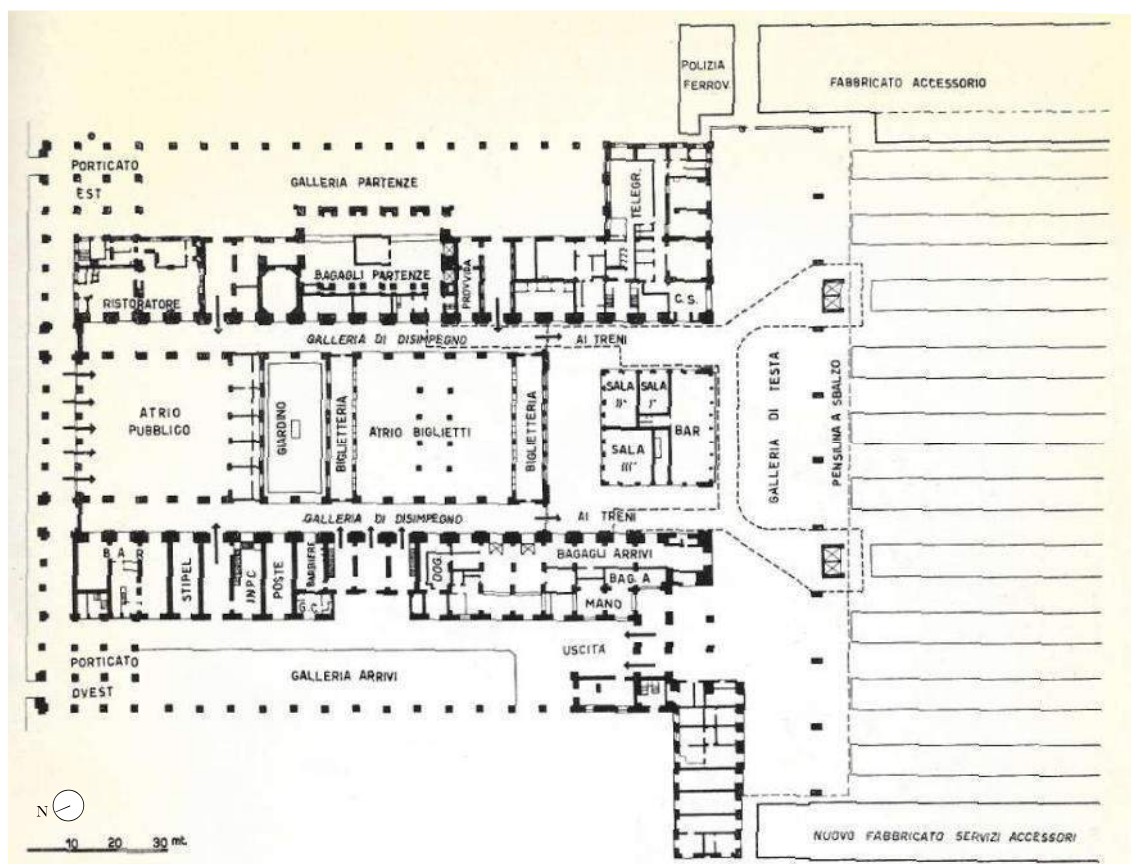 POLIZIA
FERROV.
FABBRICATO ACCESSORIO
PORTICATO
EST
GALLERIA PARTENZE
TELEGR.
BAGAGLI PARTENZE
PROVVIDA
RISTORATORE
C.S.
GALLERIA DI DISIMPEGNO
AI TRENI
ATRIO
PUBBLICO
GIARDINO
BIGLIETTERIA
ATRIO BIGLIETTI
BIGLIETTERIA
SALA
SALA
SALA
BAR
GALLERIA DI TESTA
PENSILINA A SBALZO
GALLERIA DI DISIMPEGNO
AI TRENI
B A R
STIPEL
I.N.P.C
POSTE
BARBIERE
G.C.
DOG.
BAGAGLI ARRIVI
BAG. A
MANO
USCITA
PORTICATO
OVEST
GALLERIA ARRIVI
N
10 20 30 mt.
NUOVO FABBRICATO SERVIZI ACCESSORI